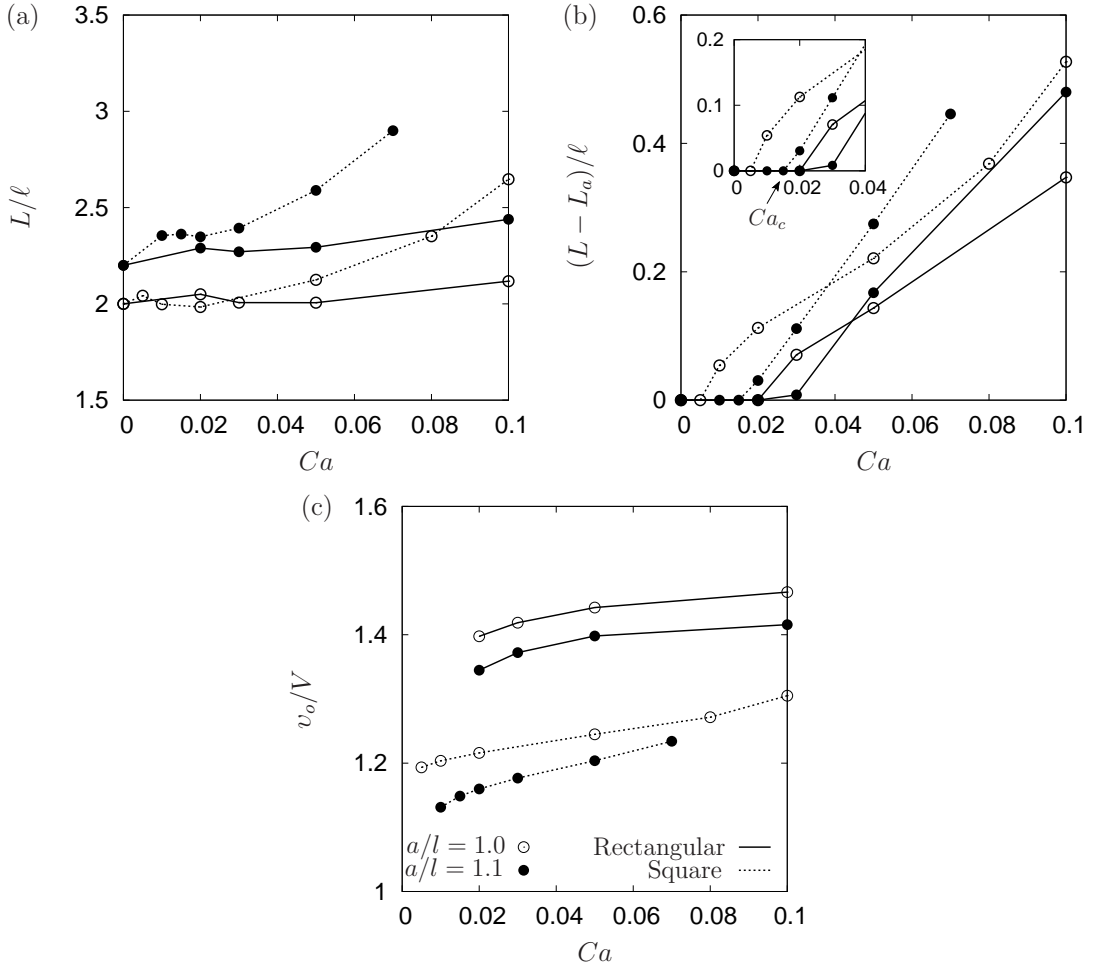 (a)
3.5
3
2.5
2
1.5
L/ℓ
0 0.02 0.04 0.06 0.08 0.1
Ca
(b)
0.6
0.4
0.2
0
(L − L_a)/ℓ
0.2
0.1
0
0 0.02 0.04
Ca_c
0 0.02 0.04 0.06 0.08 0.1
Ca
(c)
1.6
1.4
1.2
1
v_o/V
a/l = 1.0 Rectangular
a/l = 1.1 Square
0 0.02 0.04 0.06 0.08 0.1
Ca